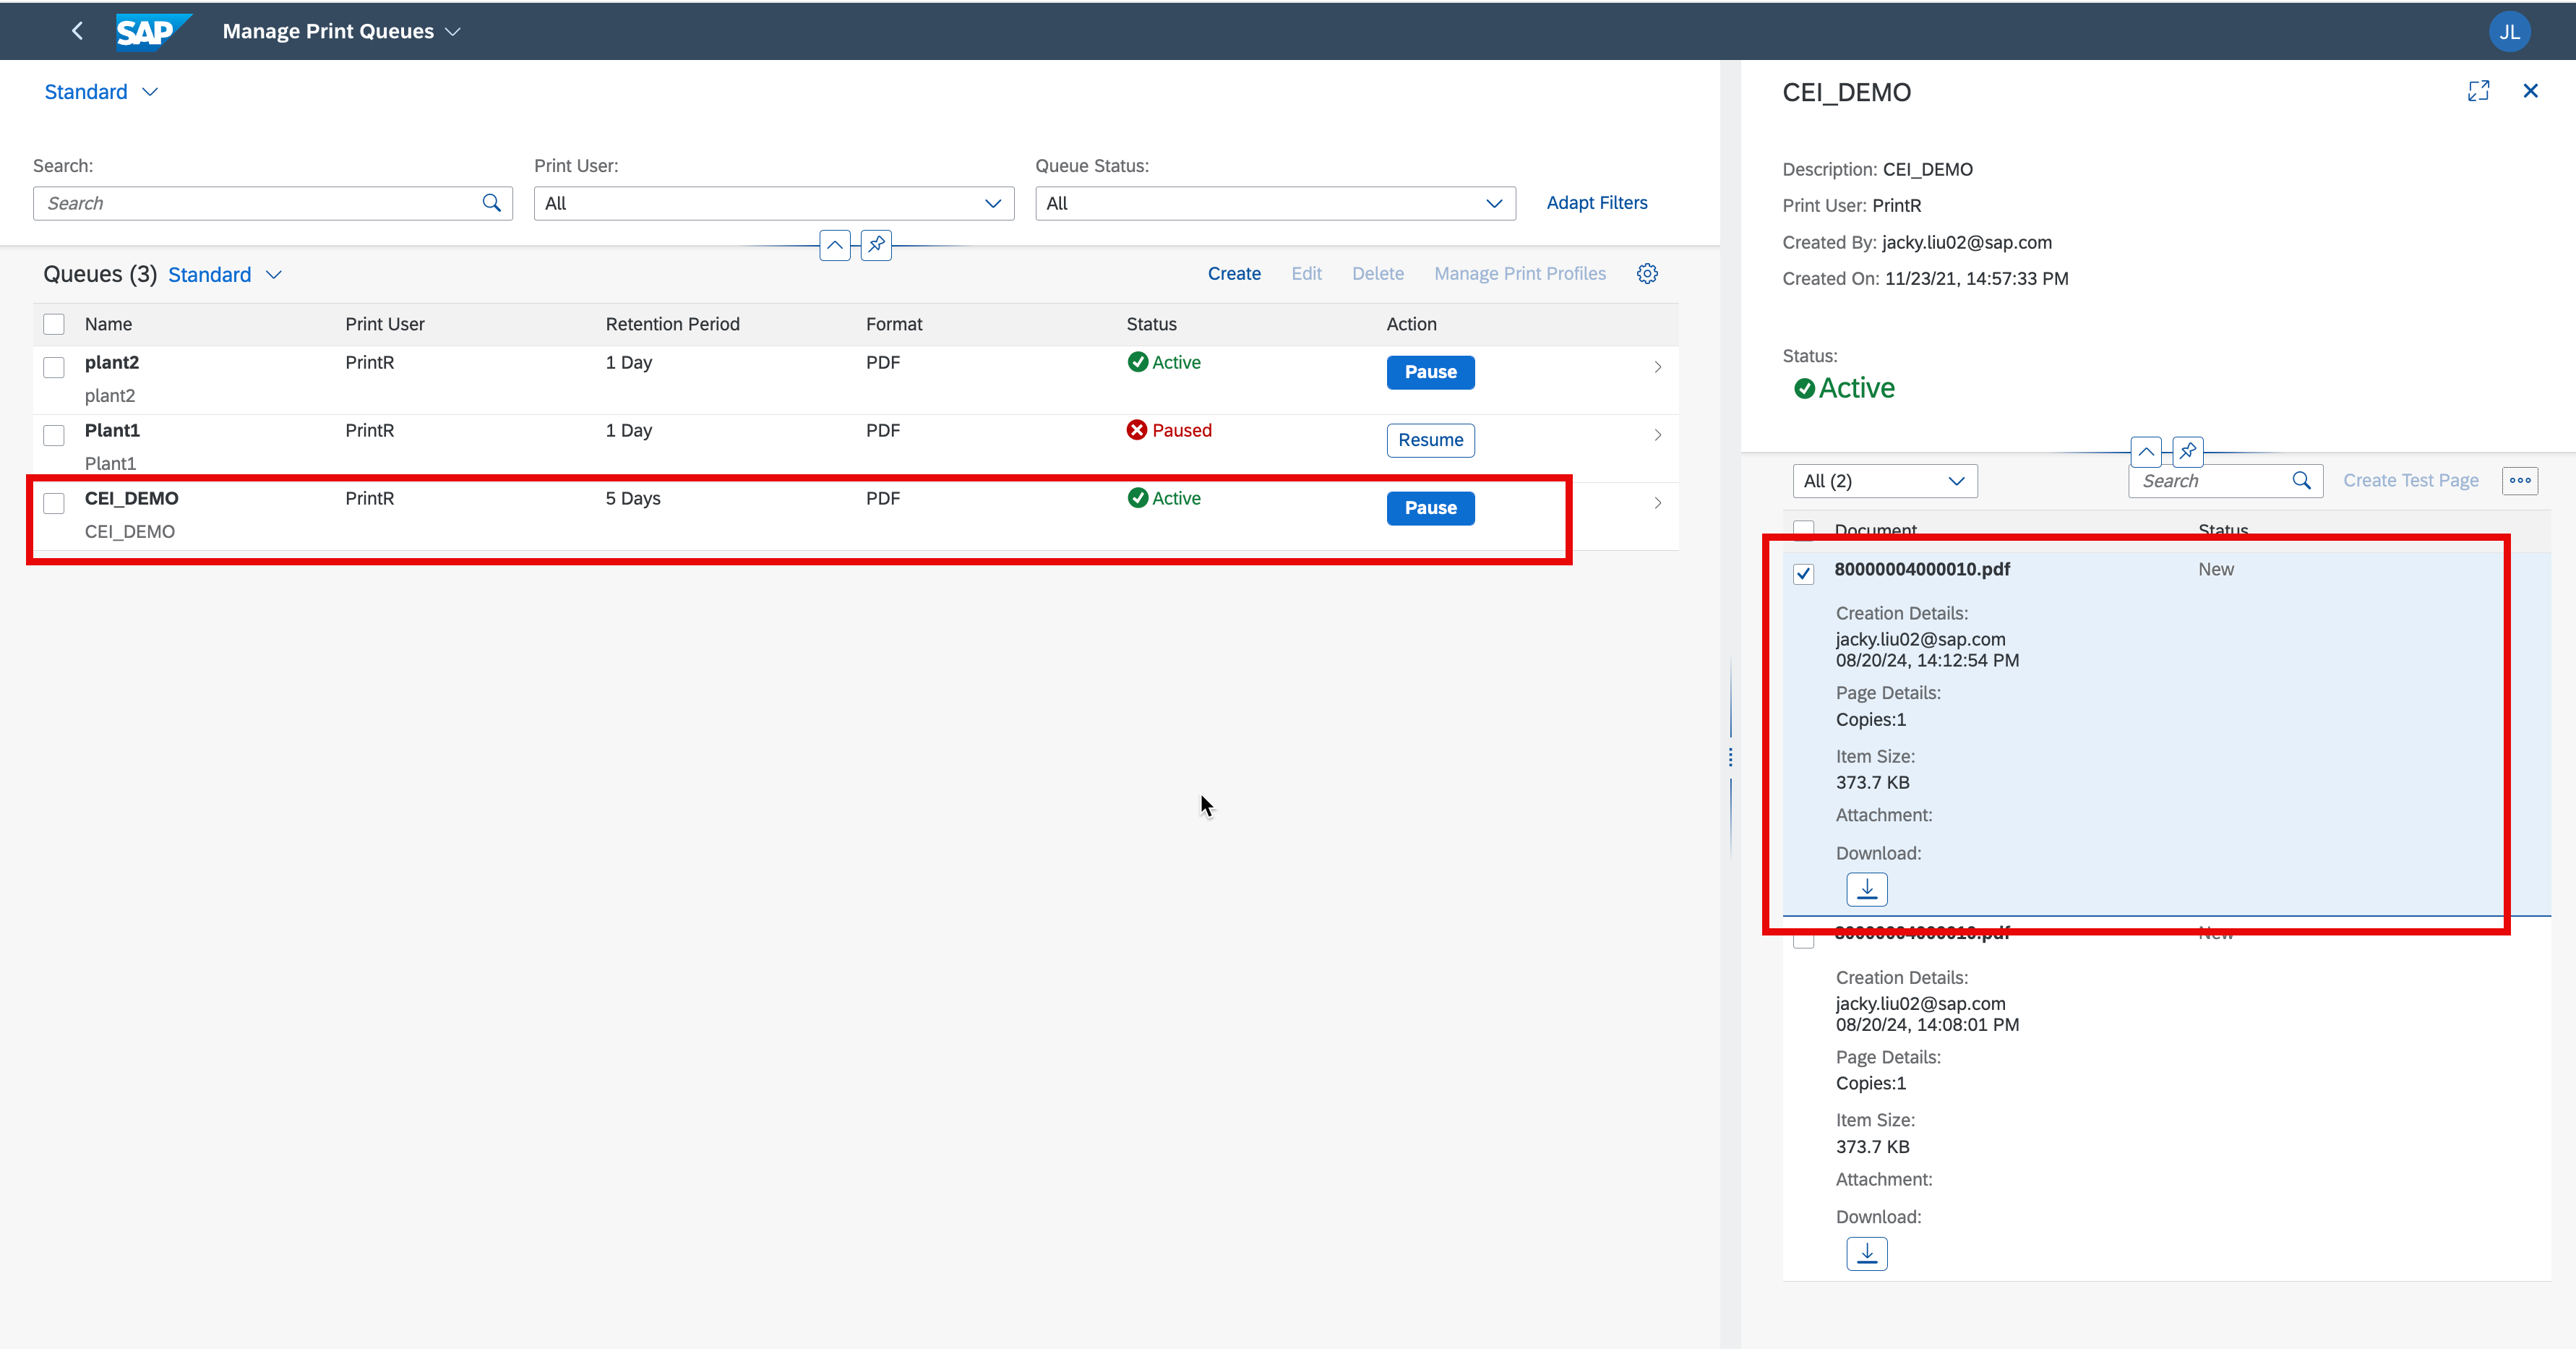 SAP Manage Print Queues JL
Standard
Search: Print User: Queue Status:
Search All All Adapt Filters
Queues (3) Standard Create Edit Delete Manage Print Profiles
Name Print User Retention Period Format Status Action
plant2 PrintR 1 Day PDF Active Pause
plant2
Plant1 PrintR 1 Day PDF Paused Resume
Plant1
CEI_DEMO PrintR 5 Days PDF Active Pause
CEI_DEMO
CEI_DEMO
Description: CEI_DEMO
Print User: PrintR
Created By: jacky.liu02@sap.com
Created On: 11/23/21, 14:57:33 PM
Status:
Active
All (2) Search Create Test Page
Document Status
80000004000010.pdf New
Creation Details:
jacky.liu02@sap.com
08/20/24, 14:12:54 PM
Page Details:
Copies:1
Item Size:
373.7 KB
Attachment:
Download:
80000004000010.pdf New
Creation Details:
jacky.liu02@sap.com
08/20/24, 14:08:01 PM
Page Details:
Copies:1
Item Size:
373.7 KB
Attachment:
Download: